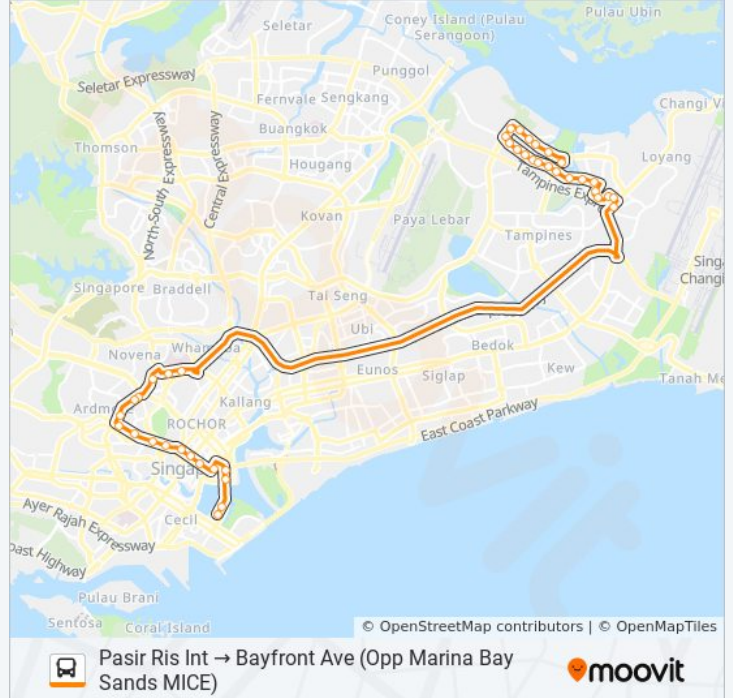 Pulau Ubin
Coney Island (Pulau
Serangoon)
Seletar
Punggol
Seletar Expressway
Fernvale Sengkang
Changi Vi
Buangkok
North-South Expressway
Central Expressway
Thomson
Hougang
Loyang
Tampines Exp
Kovan
Paya Lebar
Tampines
Sing
Changi
Singapore
Braddell
Tai Seng
Ubi
Novena
Whampoa
Bedok
Eunos
Siglap
Kew
Tanah Me
Ardm
Kallang
ROCHOR
East Coast Parkway
Singap
Ayer Rajah Expressway
Cecil
oast Highway
Pulau Brani
Sentosa
Coral Island
© OpenStreetMap contributors | © OpenMapTiles
Pasir Ris Int → Bayfront Ave (Opp Marina Bay
Sands MICE)
moovit